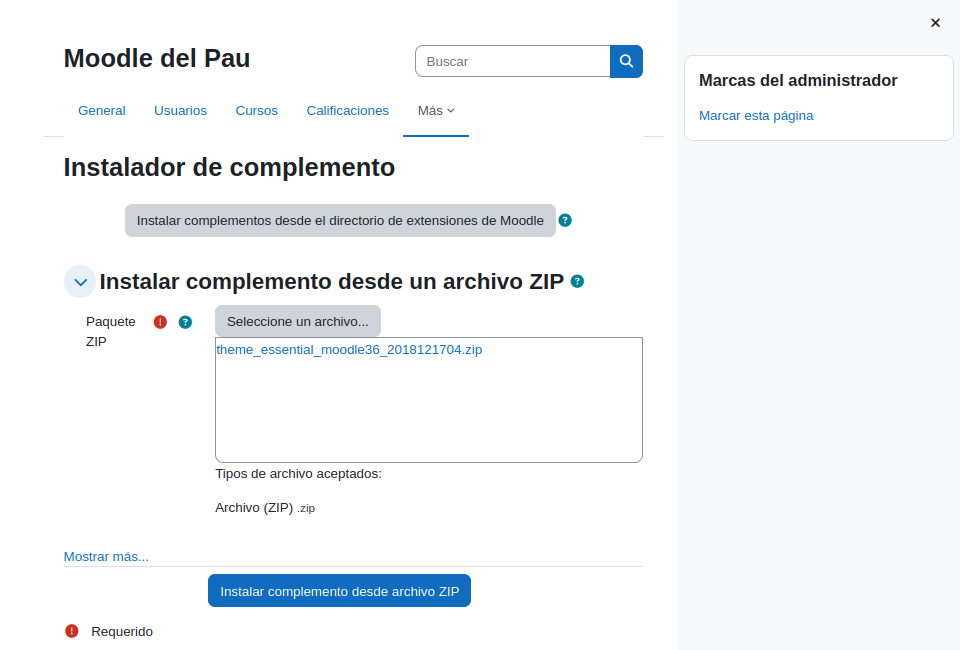 Moodle del Pau
Buscar
General Usuarios Cursos Calificaciones Más
Instalador de complemento
Instalar complementos desde el directorio de extensiones de Moodle
Instalar complemento desde un archivo ZIP
Paquete
ZIP
Seleccione un archivo...
theme_essential_moodle36_2018121704.zip
Tipos de archivo aceptados:
Archivo (ZIP) .zip
Mostrar más...
Instalar complemento desde archivo ZIP
Requerido
Marcas del administrador
Marcar esta página